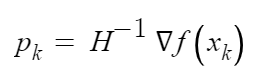 p_k = H^{-1} ∇f(x_k)